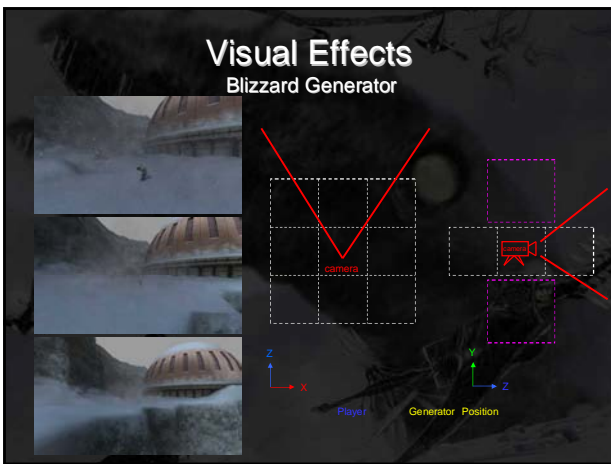 Visual Effects
Blizzard Generator
camera
camera
Z
X
Y
Z
Player
Generator Position